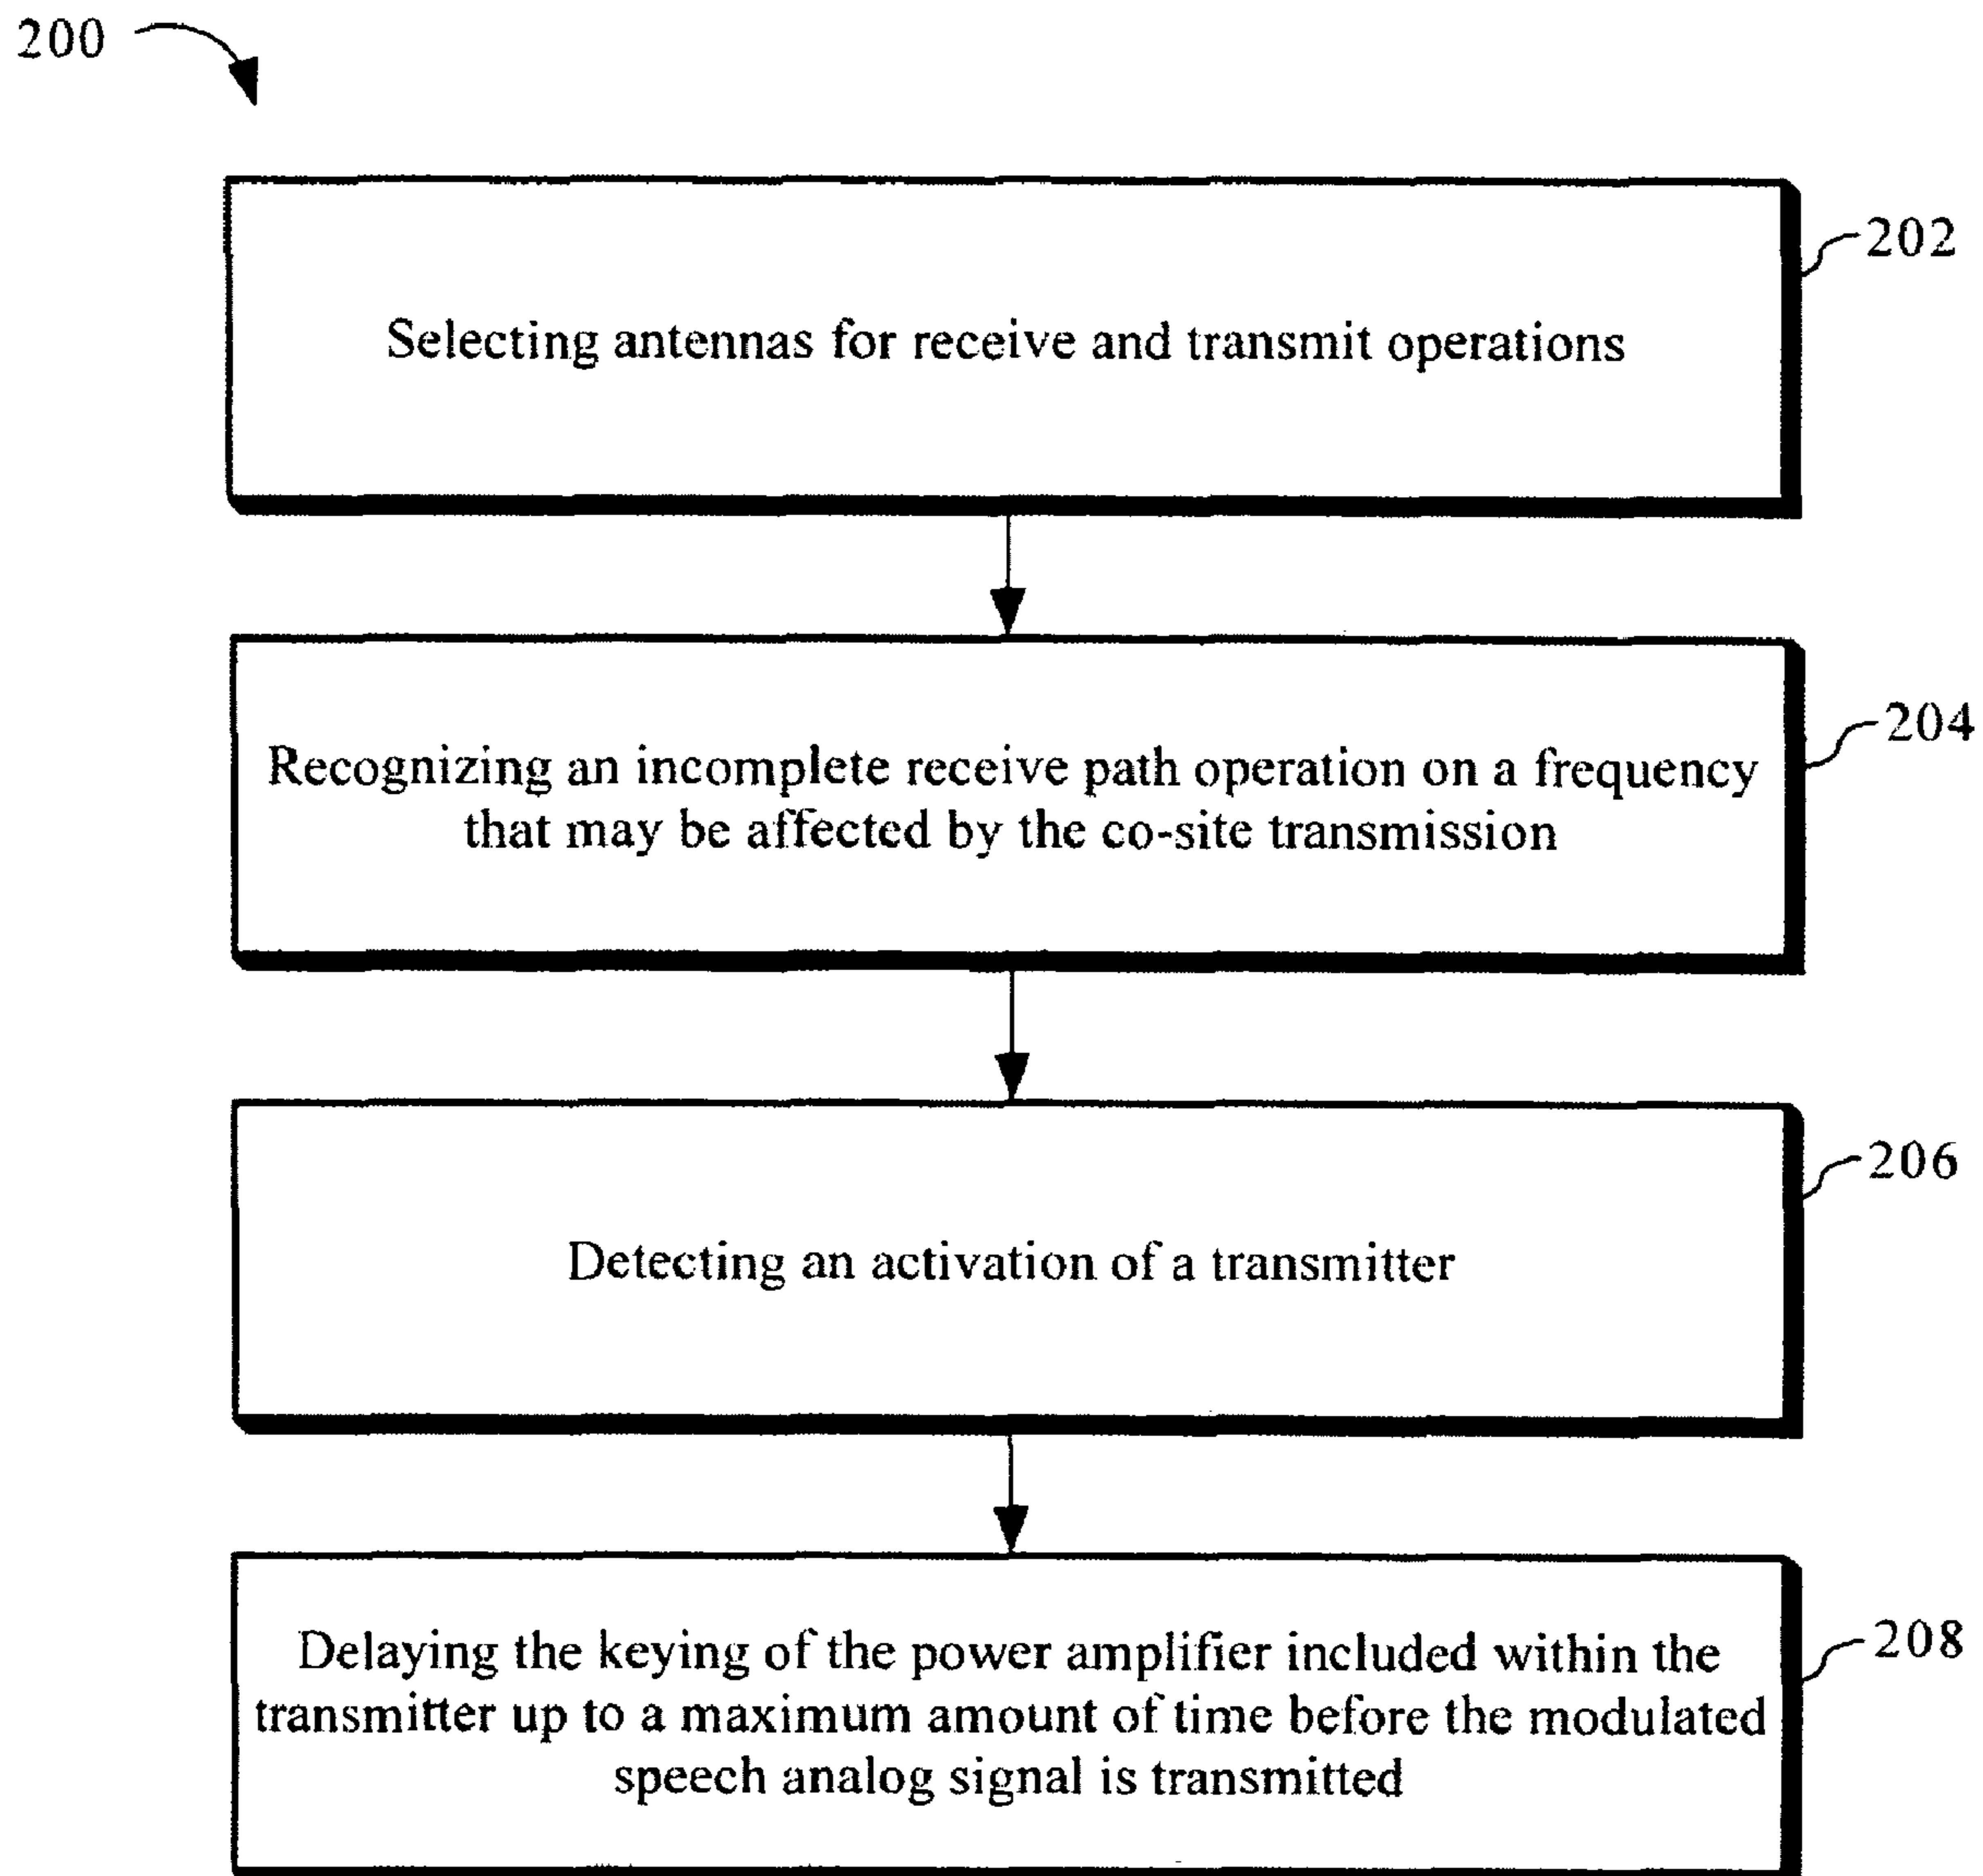 200
202
Selecting antennas for receive and transmit operations
204
Recognizing an incomplete receive path operation on a frequency
that may be affected by the co-site transmission
206
Detecting an activation of a transmitter
208
Delaying the keying of the power amplifier included within the
transmitter up to a maximum amount of time before the modulated
speech analog signal is transmitted